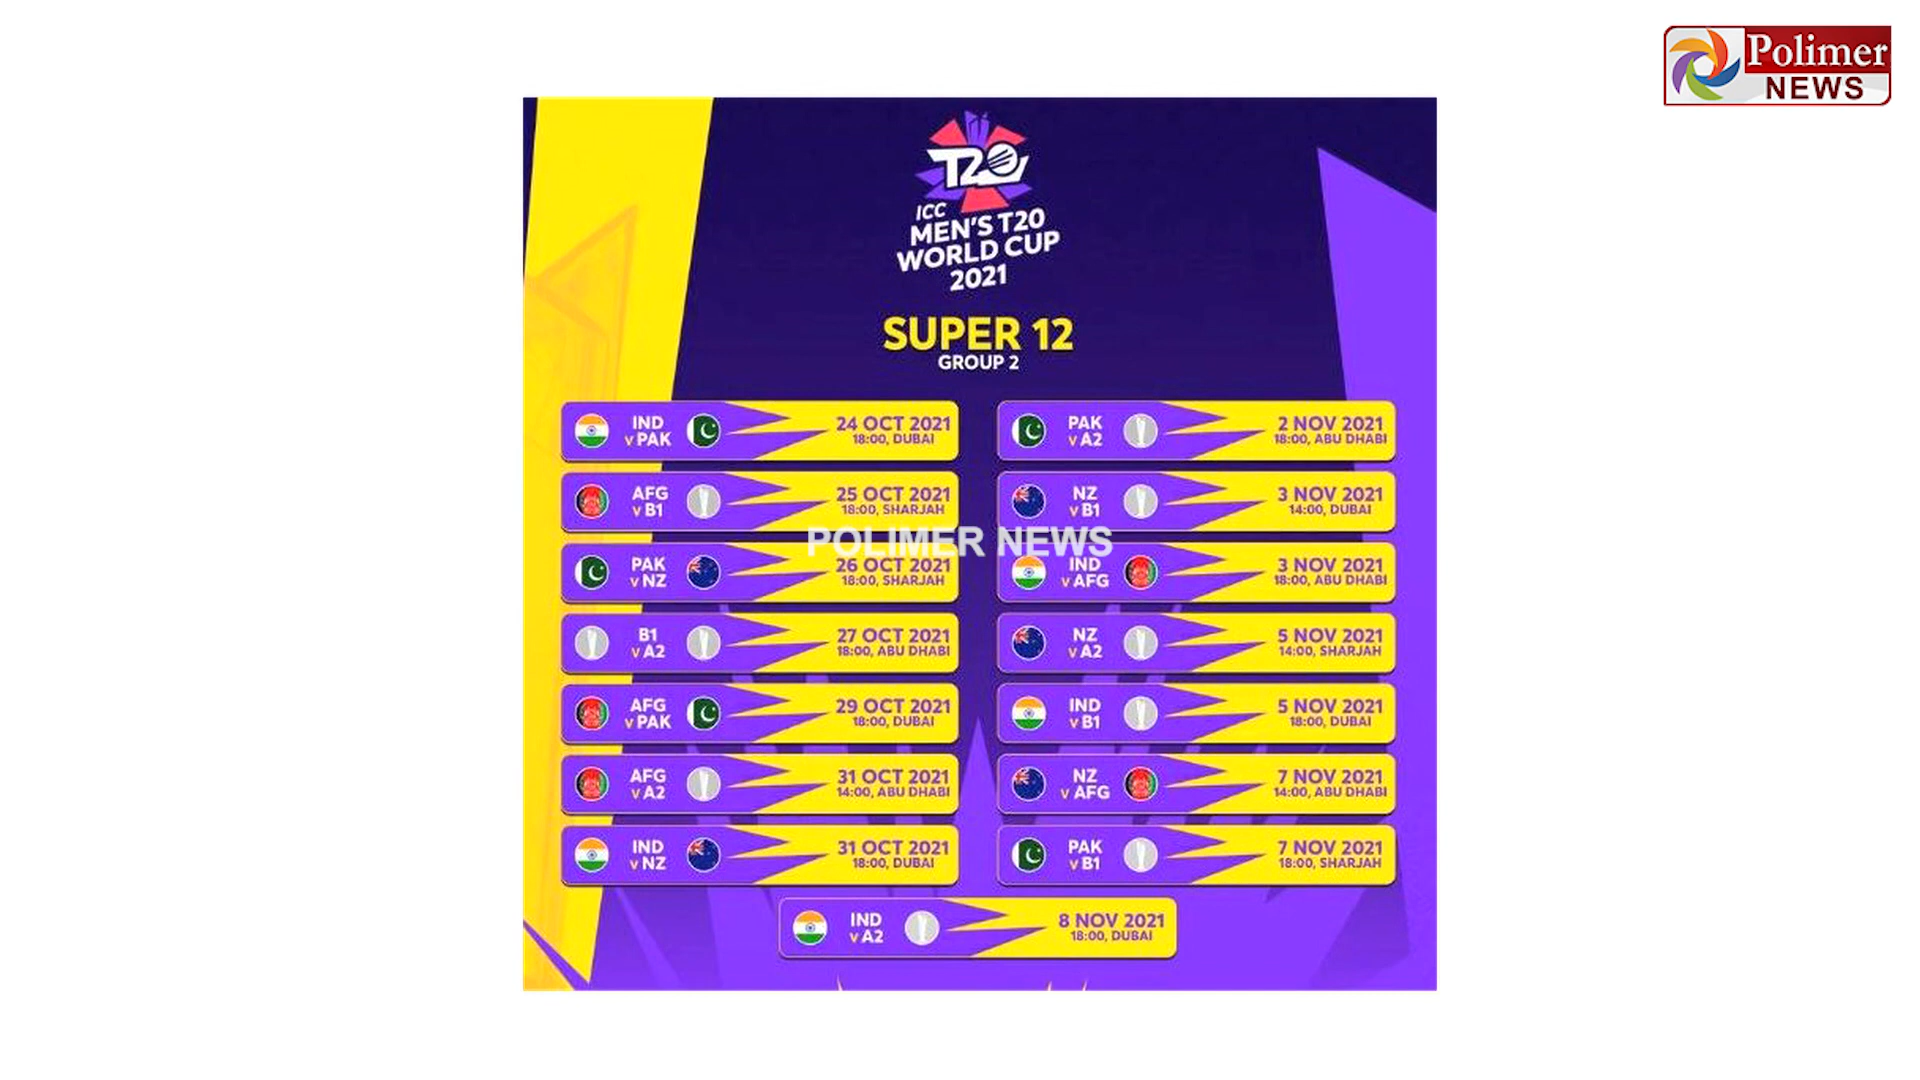 Polimer
NEWS
T20
ICC
MEN'S T20
WORLD CUP
2021
SUPER 12
GROUP 2
IND
v PAK
24 OCT 2021
18:00, DUBAI
AFG
v B1
25 OCT 2021
18:00, SHARJAH
PAK
v NZ
26 OCT 2021
18:00, SHARJAH
B1
v A2
27 OCT 2021
18:00, ABU DHABI
AFG
v PAK
29 OCT 2021
18:00, DUBAI
AFG
v A2
31 OCT 2021
14:00, ABU DHABI
IND
v NZ
31 OCT 2021
18:00, DUBAI
PAK
v A2
2 NOV 2021
18:00, ABU DHABI
NZ
v B1
3 NOV 2021
14:00, DUBAI
POLIMER NEWS
IND
v AFG
3 NOV 2021
18:00, ABU DHABI
NZ
v A2
5 NOV 2021
14:00, SHARJAH
IND
v B1
5 NOV 2021
18:00, DUBAI
NZ
v AFG
7 NOV 2021
14:00, ABU DHABI
PAK
v B1
7 NOV 2021
18:00, SHARJAH
IND
v A2
8 NOV 2021
18:00, DUBAI